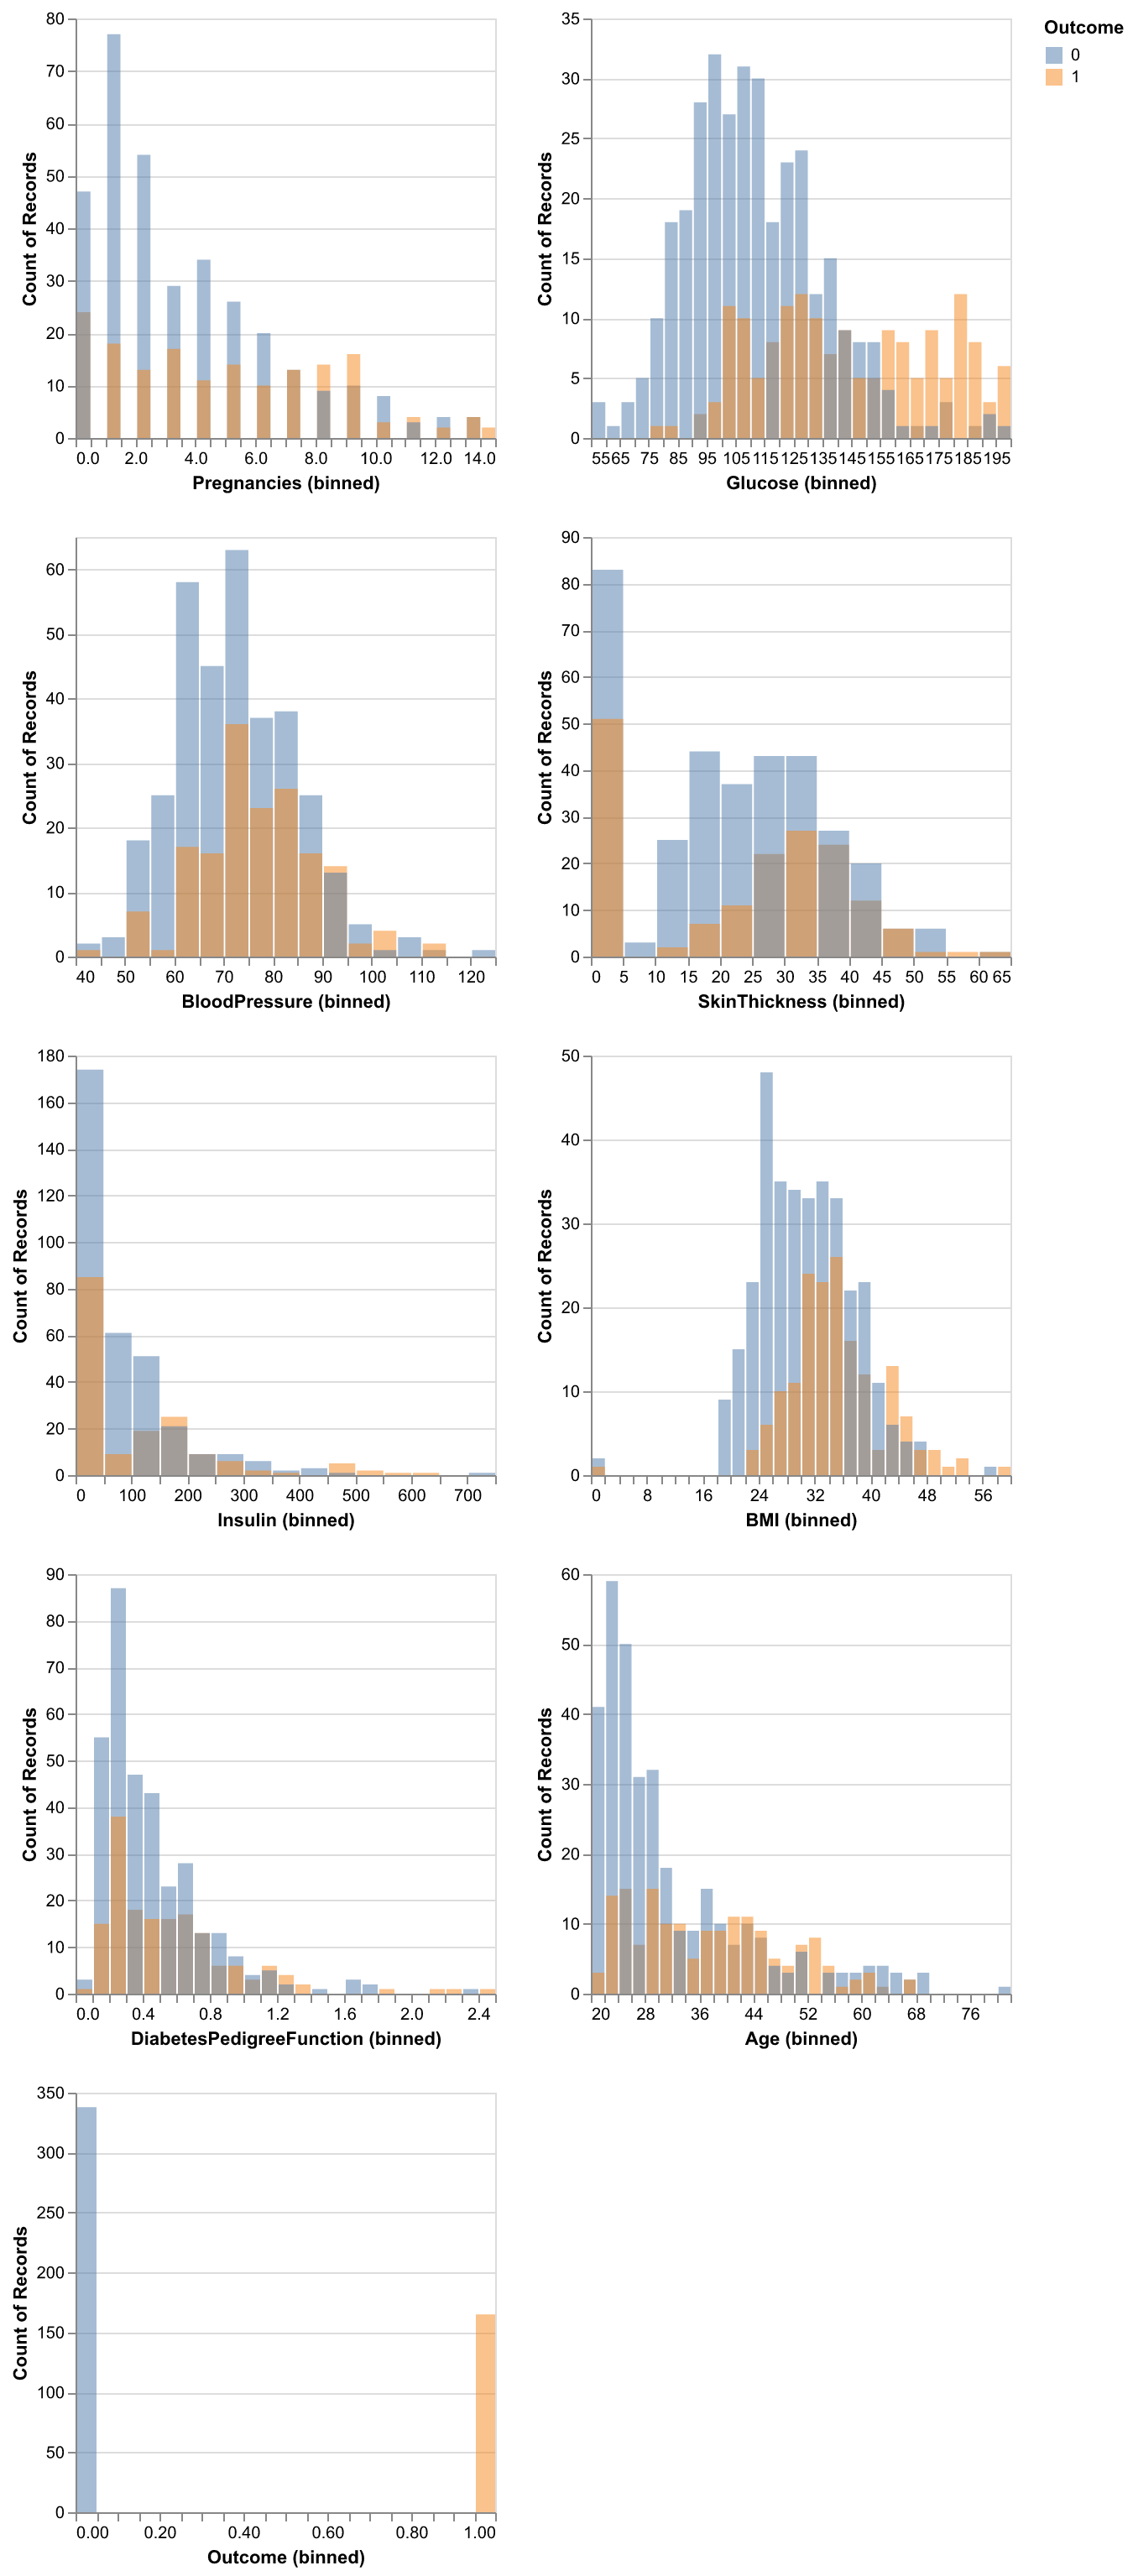 80
70
60
50
40
30
20
10
0
Count of Records
0.0 2.0 4.0 6.0 8.0 10.0 12.0 14.0
Pregnancies (binned)
35
30
25
20
15
10
5
0
Count of Records
55 65 75 85 95 105 115 125 135 145 155 165 175 185 195
Glucose (binned)
Outcome
0
1
60
50
40
30
20
10
0
Count of Records
40 50 60 70 80 90 100 110 120
BloodPressure (binned)
90
80
70
60
50
40
30
20
10
0
Count of Records
0 5 10 15 20 25 30 35 40 45 50 55 60 65
SkinThickness (binned)
180
160
140
120
100
80
60
40
20
0
Count of Records
0 100 200 300 400 500 600 700
Insulin (binned)
50
40
30
20
10
0
Count of Records
0 8 16 24 32 40 48 56
BMI (binned)
90
80
70
60
50
40
30
20
10
0
Count of Records
0.0 0.4 0.8 1.2 1.6 2.0 2.4
DiabetesPedigreeFunction (binned)
60
50
40
30
20
10
0
Count of Records
20 28 36 44 52 60 68 76
Age (binned)
350
300
250
200
150
100
50
0
Count of Records
0.00 0.20 0.40 0.60 0.80 1.00
Outcome (binned)